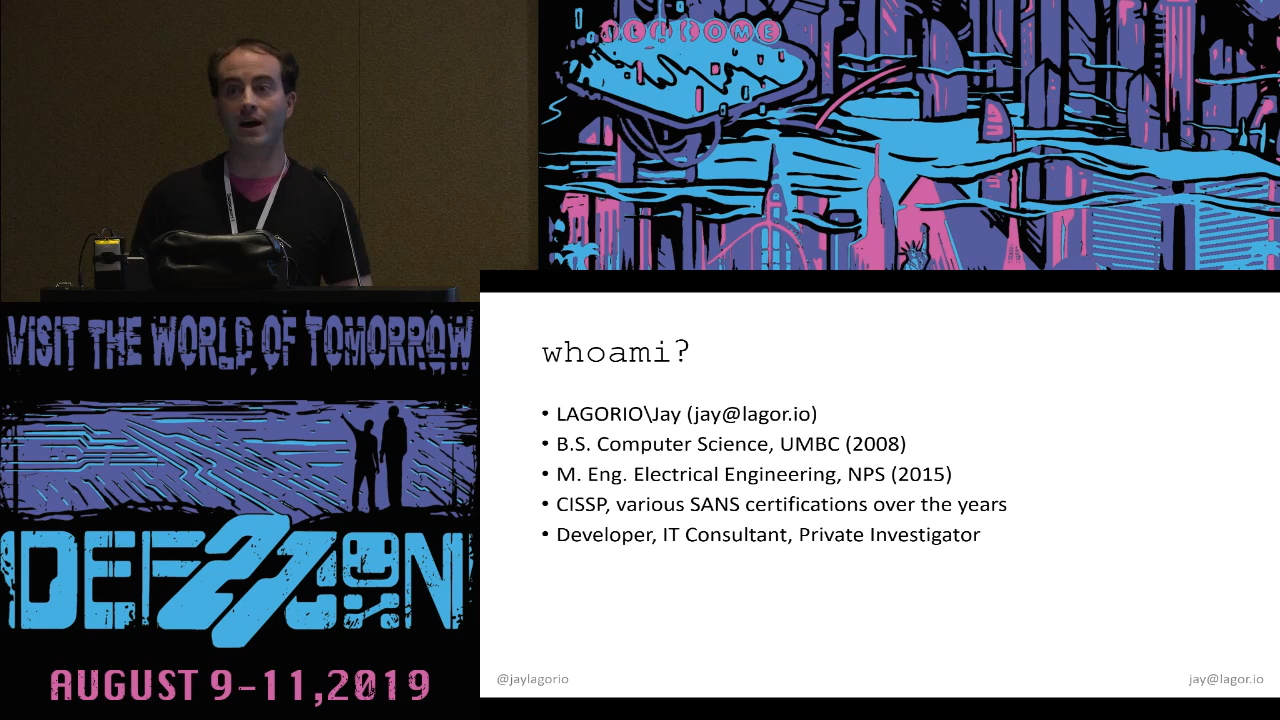 WELCOME
VISIT THE WORLD OF TOMORROW
DEF 27 CON
AUGUST 9-11,2019
whoami?
• LAGORIO\Jay (jay@lagor.io)
• B.S. Computer Science, UMBC (2008)
• M. Eng. Electrical Engineering, NPS (2015)
• CISSP, various SANS certifications over the years
• Developer, IT Consultant, Private Investigator
@jaylagorio
jay@lagor.io